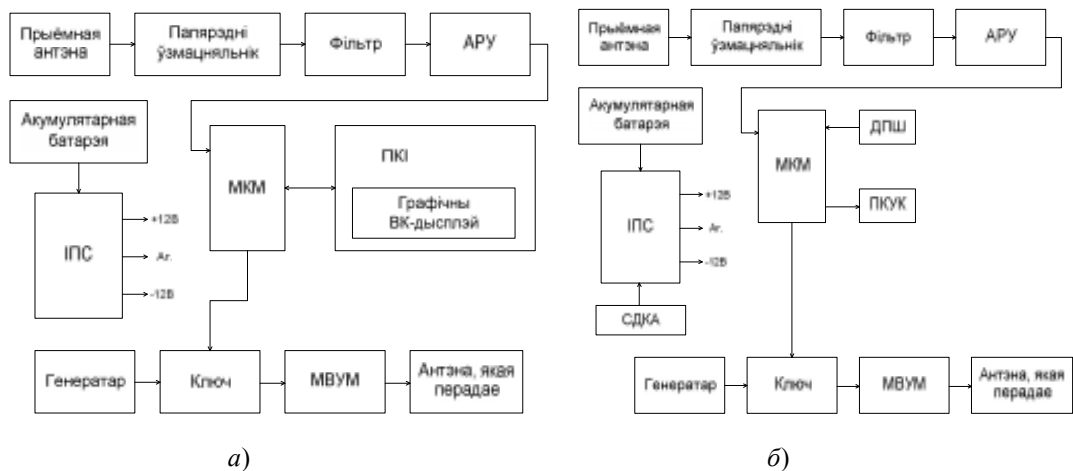 Прыёмная
антэна
Папярэдні
ўзмацняльнік
Фільтр
АРУ
Акумулятарная
батарэя
МКМ
ПКІ
Графічны
ВК-дысплэй
ІПС
+12В
Аг.
-12В
Генератар
Ключ
МВУМ
Антэна, якая
перадае
а)
Прыёмная
антэна
Папярэдні
ўзмацняльнік
Фільтр
АРУ
Акумулятарная
батарэя
МКМ
ДПШ
ПКУК
ІПС
+12В
Аг.
-12В
СДКА
Генератар
Ключ
МВУМ
Антэна, якая
перадае
б)